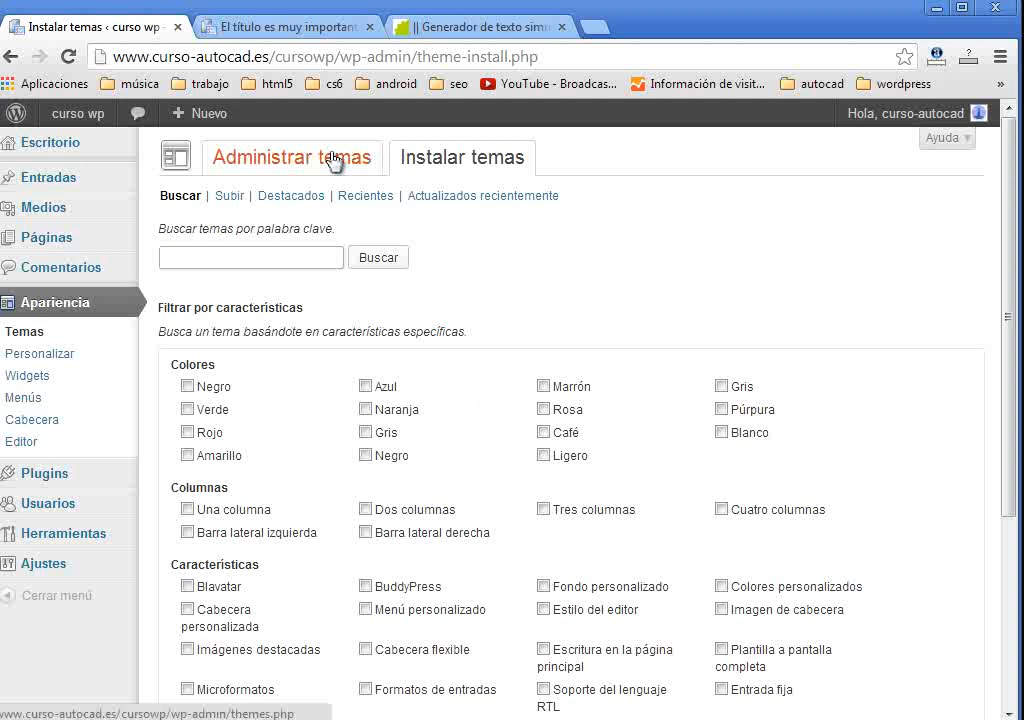 Instalar temas ‹ curso wp -
El título es muy important
|| Generador de texto simu
www.curso-autocad.es/cursowp/wp-admin/theme-install.php
Aplicaciones música trabajo html5 cs6 android seo YouTube - Broadcas... Información de visit... autocad wordpress »
curso wp + Nuevo Hola, curso-autocad
Ayuda
Escritorio
Entradas
Medios
Páginas
Comentarios
Apariencia
Temas
Personalizar
Widgets
Menús
Cabecera
Editor
Plugins
Usuarios
Herramientas
Ajustes
Cerrar menú
Administrar temas Instalar temas
Buscar | Subir | Destacados | Recientes | Actualizados recientemente
Buscar temas por palabra clave.
Buscar
Filtrar por características
Busca un tema basándote en características específicas.
Colores
Negro Azul Marrón Gris
Verde Naranja Rosa Púrpura
Rojo Gris Café Blanco
Amarillo Negro Ligero
Columnas
Una columna Dos columnas Tres columnas Cuatro columnas
Barra lateral izquierda Barra lateral derecha
Características
Blavatar BuddyPress Fondo personalizado Colores personalizados
Cabecera personalizada Menú personalizado Estilo del editor Imagen de cabecera
Imágenes destacadas Cabecera flexible Escritura en la página principal Plantilla a pantalla completa
Microformatos Formatos de entradas Soporte del lenguaje RTL Entrada fija
www.curso-autocad.es/cursowp/wp-admin/themes.php